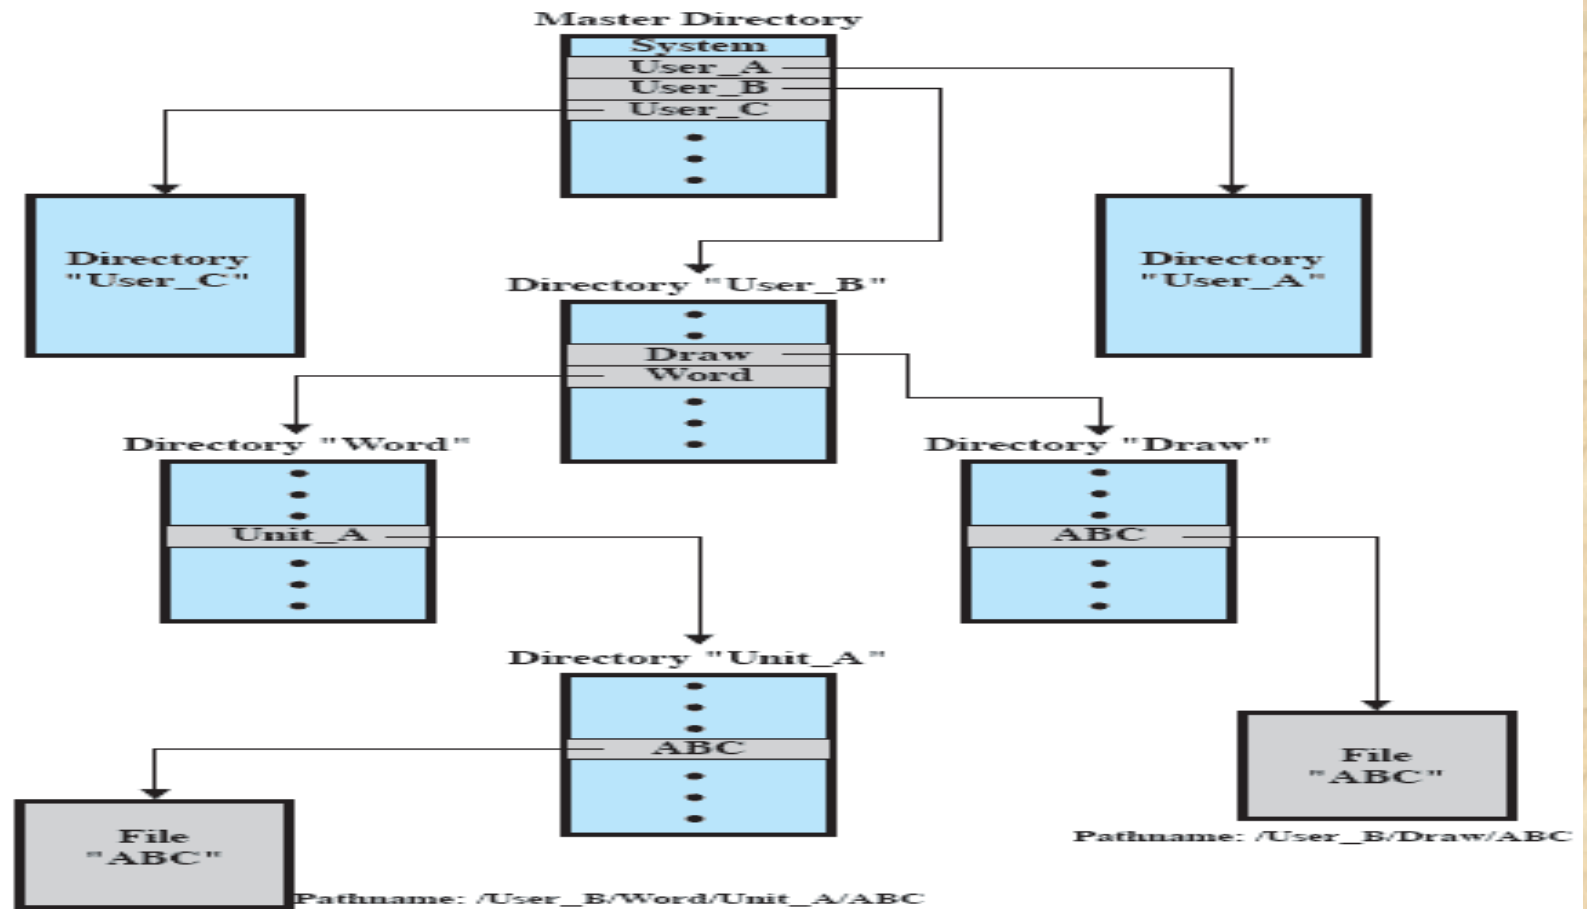 Master Directory
System
User_A
User_B
User_C
Directory
"User_C"
Directory
"User_A"
Directory "User_B"
Draw
Word
Directory "Word"
Unit_A
Directory "Draw"
ABC
Directory "Unit_A"
ABC
File
"ABC"
Pathname: /User_B/Draw/ABC
File
"ABC"
Pathname: /User_B/Word/Unit_A/ABC